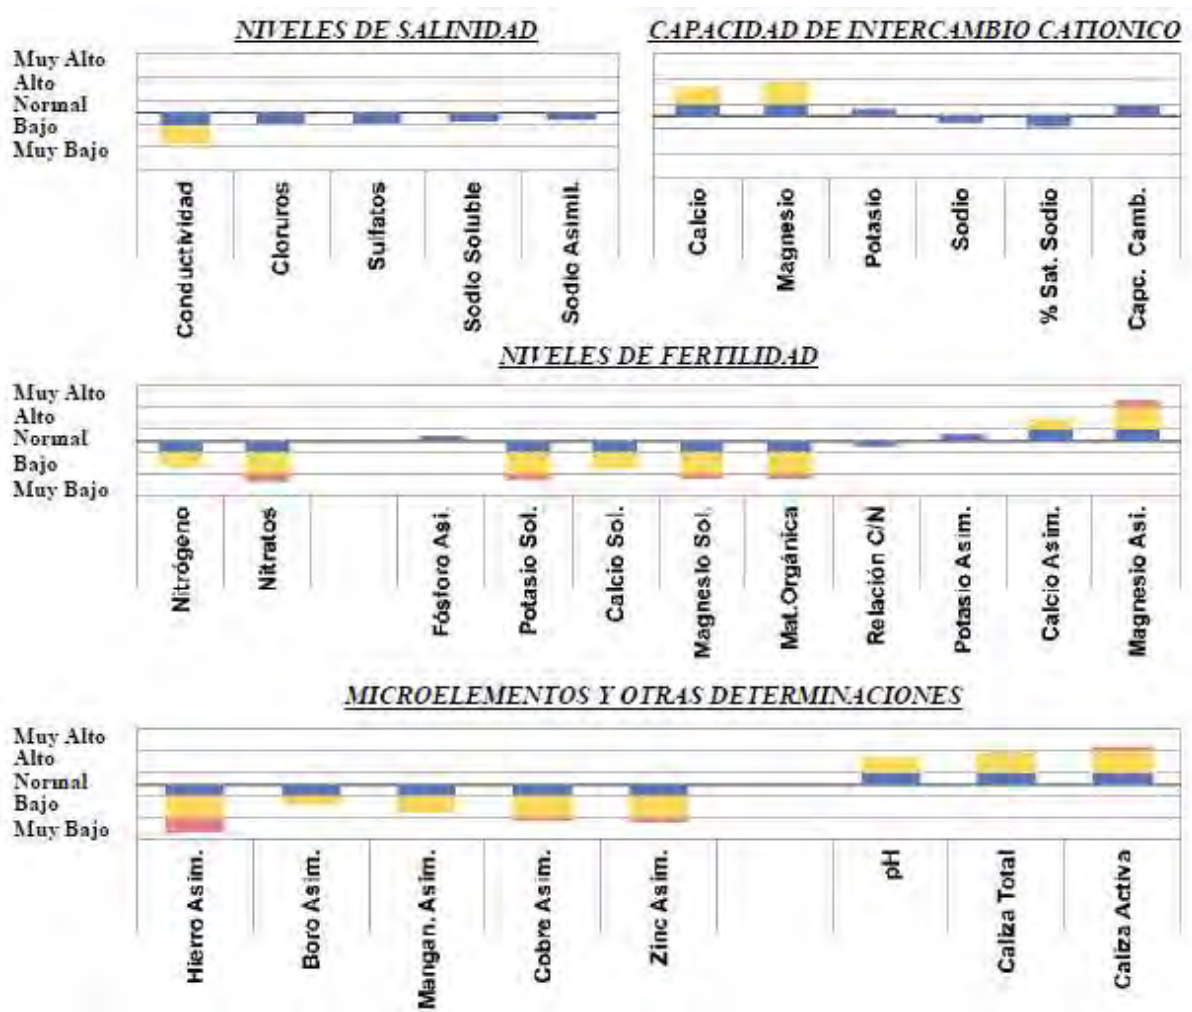 NIVELES DE SALINIDAD
CAPACIDAD DE INTERCAMBIO CATIONICO
Muy Alto
Alto
Normal
Bajo
Muy Bajo
Conductividad
Cloruros
Sulfatos
Sodio Soluble
Sodio Asimil.
Calcio
Magnesio
Potasio
Sodio
% Sat. Sodio
Capc. Camb.
NIVELES DE FERTILIDAD
Muy Alto
Alto
Normal
Bajo
Muy Bajo
Nitrógeno
Nitratos
Fósforo Asi.
Potasio Sol.
Calcio Sol.
Magnesio Sol.
Mat.Orgánica
Relación C/N
Potasio Asim.
Calcio Asim.
Magnesio Asi.
MICROELEMENTOS Y OTRAS DETERMINACIONES
Muy Alto
Alto
Normal
Bajo
Muy Bajo
Hierro Asim.
Boro Asim.
Mangan. Asim.
Cobre Asim.
Zinc Asim.
pH
Caliza Total
Caliza Activa